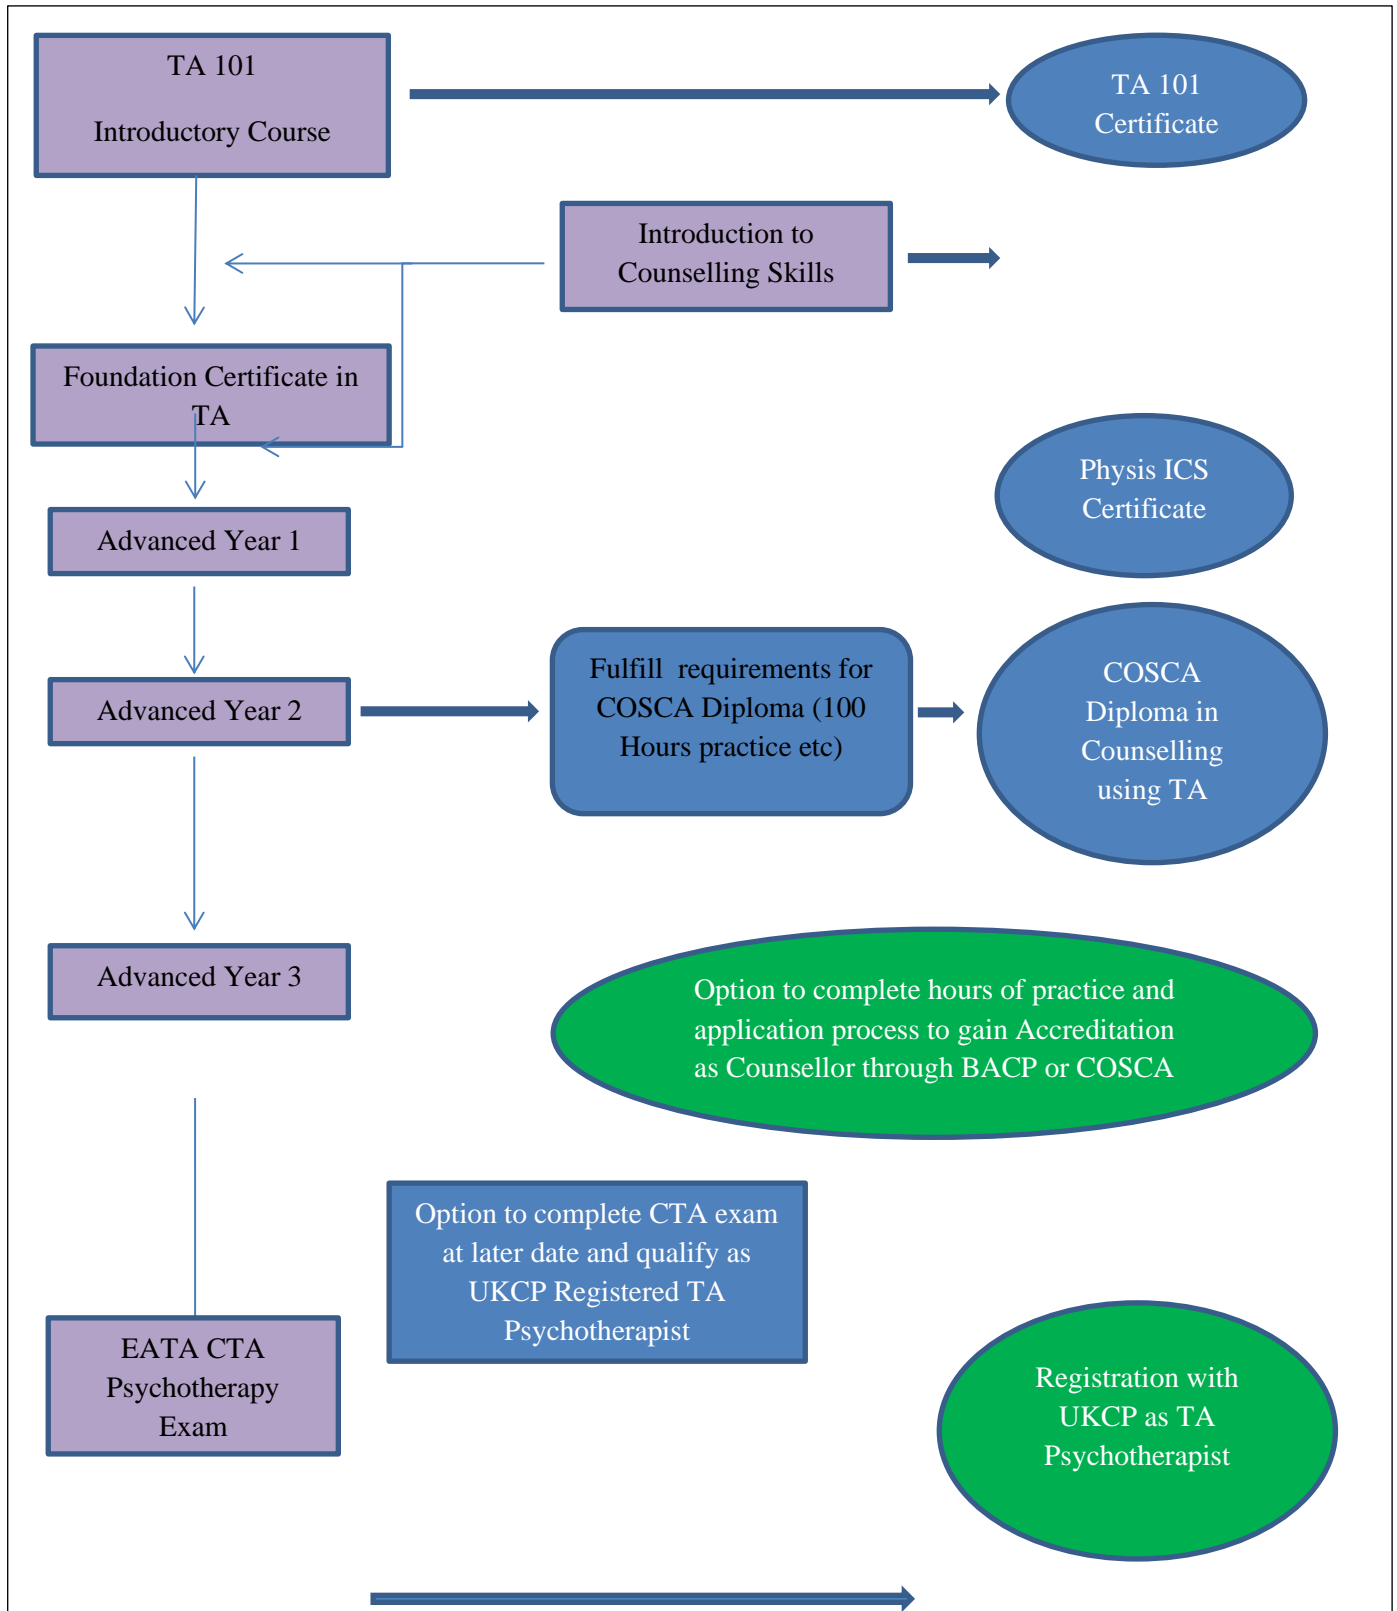 TA 101
Introductory Course
TA 101
Certificate
Introduction to
Counselling Skills
Foundation Certificate in
TA
Physis ICS
Certificate
Advanced Year 1
Fulfill  requirements for
COSCA Diploma (100
Hours practice etc)
COSCA
Diploma in
Counselling
using TA
Advanced Year 2
Advanced Year 3
Option to complete hours of practice and
application process to gain Accreditation
as Counsellor through BACP or COSCA
Option to complete CTA exam
at later date and qualify as
UKCP Registered TA
Psychotherapist
EATA CTA
Psychotherapy
Exam
Registration with
UKCP as TA
Psychotherapist